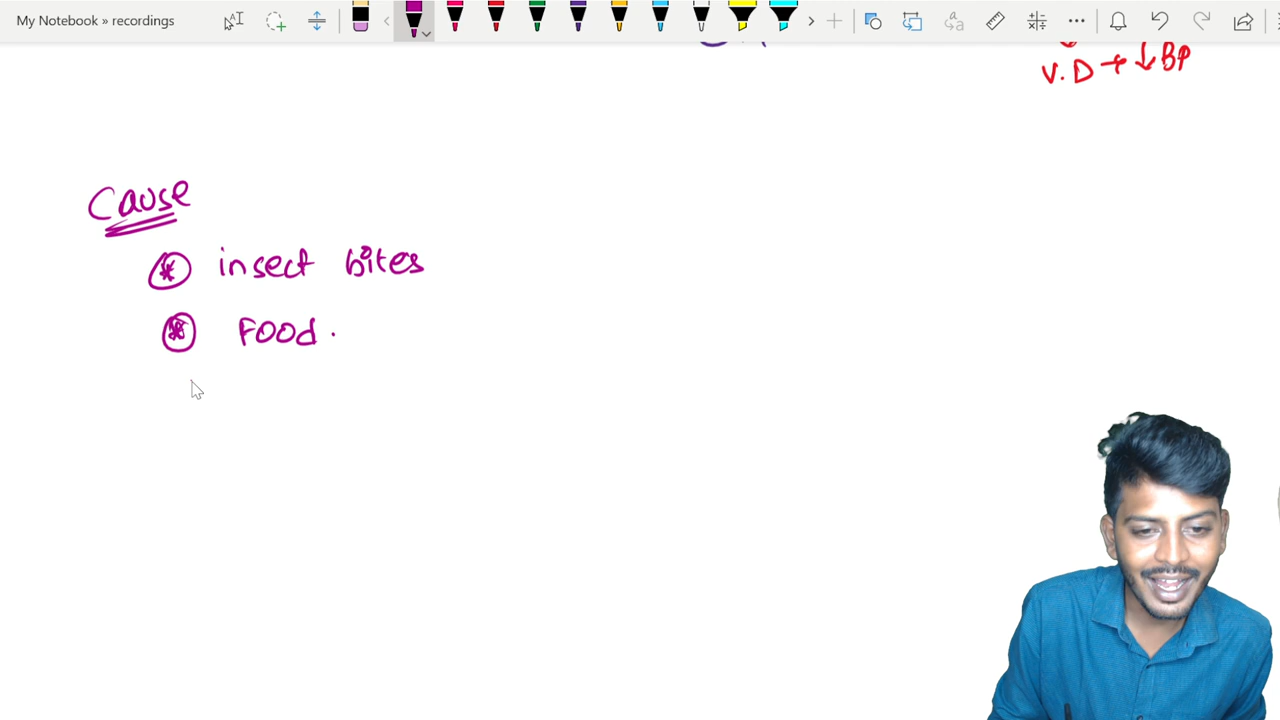 My Notebook » recordings
V.D → ↓ BP
Cause
insect bites
Food.